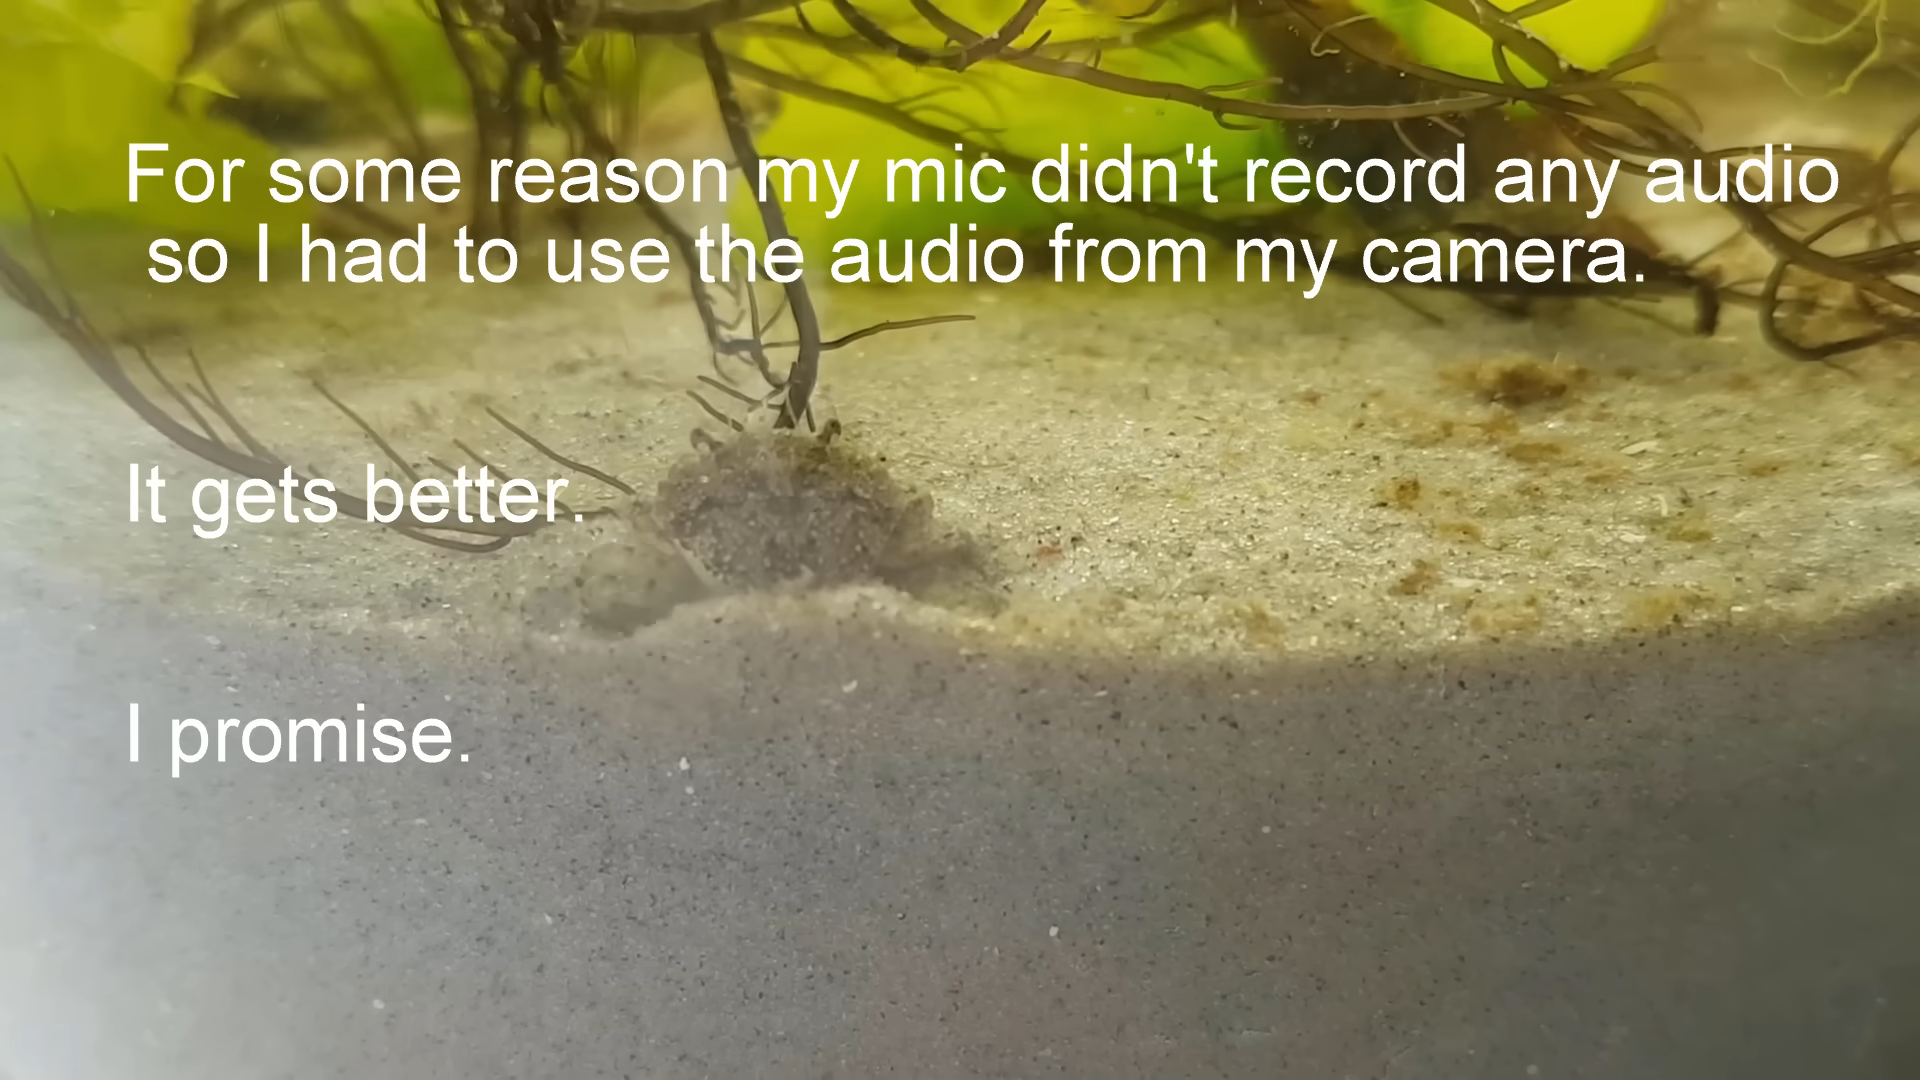 For some reason my mic didn't record any audio
so I had to use the audio from my camera.
It gets better.
I promise.